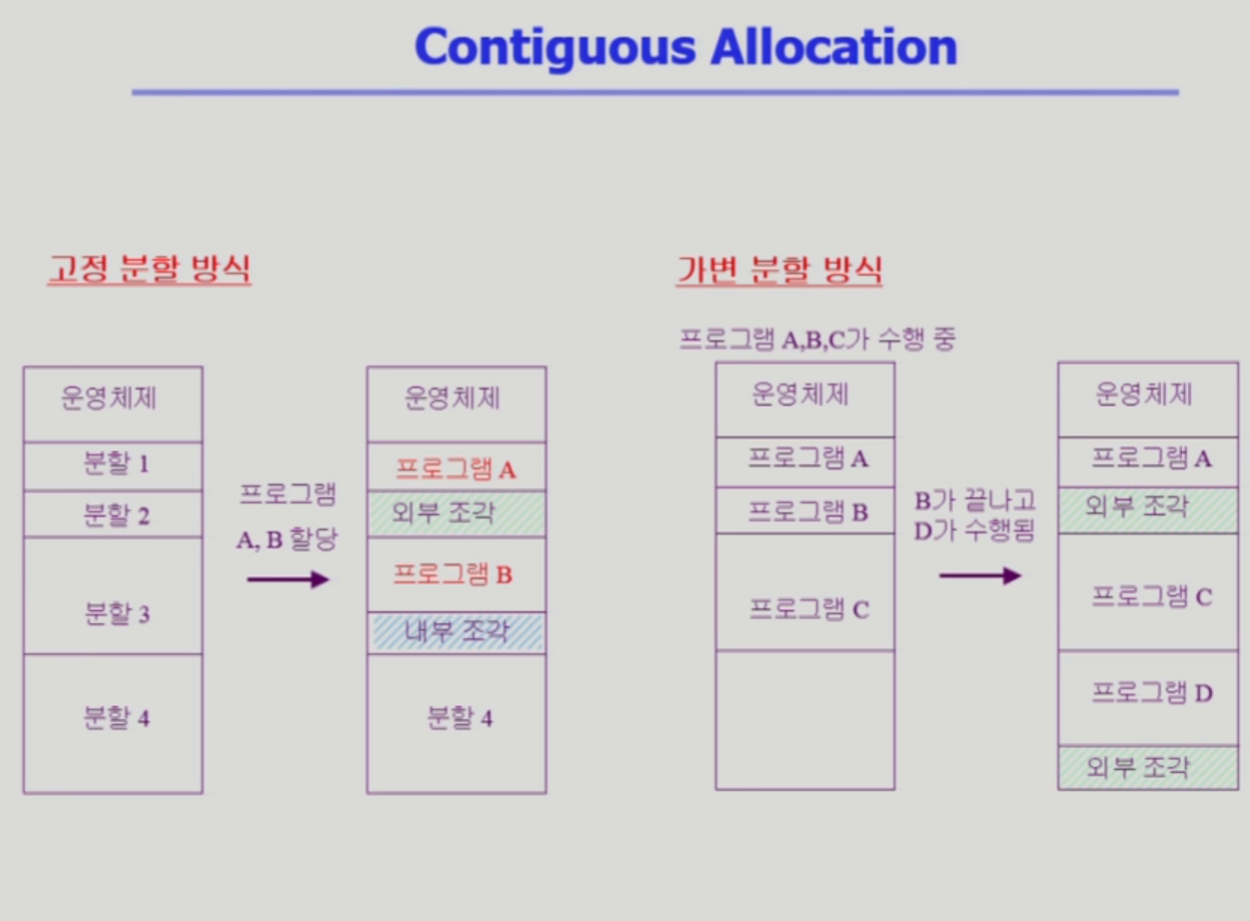 Contiguous Allocation
고정 분할 방식
운영체제
분할 1
분할 2
분할 3
분할 4
프로그램
A, B 할당
운영체제
프로그램 A
외부 조각
프로그램 B
내부 조각
분할 4
가변 분할 방식
프로그램 A,B,C가 수행 중
운영체제
프로그램 A
프로그램 B
프로그램 C
B가 끝나고
D가 수행됨
운영체제
프로그램 A
외부 조각
프로그램 C
프로그램 D
외부 조각